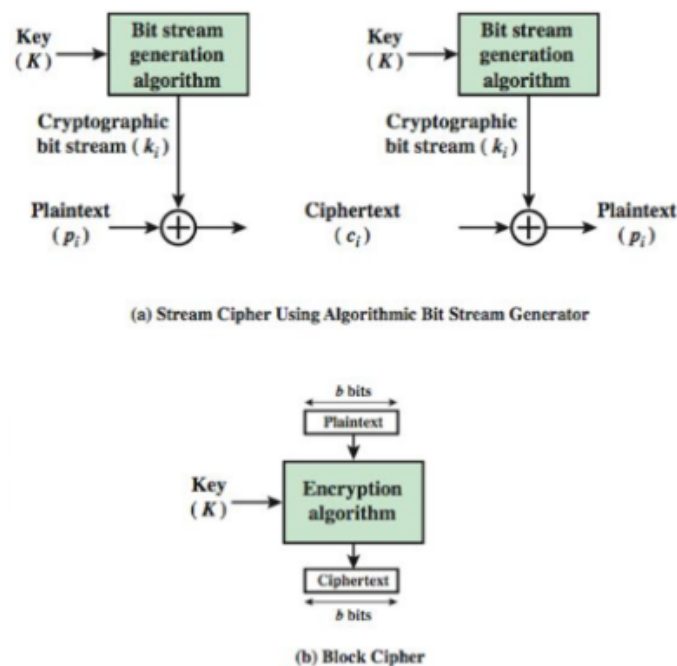 Key
(K)
Bit stream
generation
algorithm
Cryptographic
bit stream (kᵢ)
Plaintext
(pᵢ)
Key
(K)
Bit stream
generation
algorithm
Cryptographic
bit stream (kᵢ)
Ciphertext
(cᵢ)
Plaintext
(pᵢ)
(a) Stream Cipher Using Algorithmic Bit Stream Generator
b bits
Plaintext
Key
(K)
Encryption
algorithm
Ciphertext
b bits
(b) Block Cipher